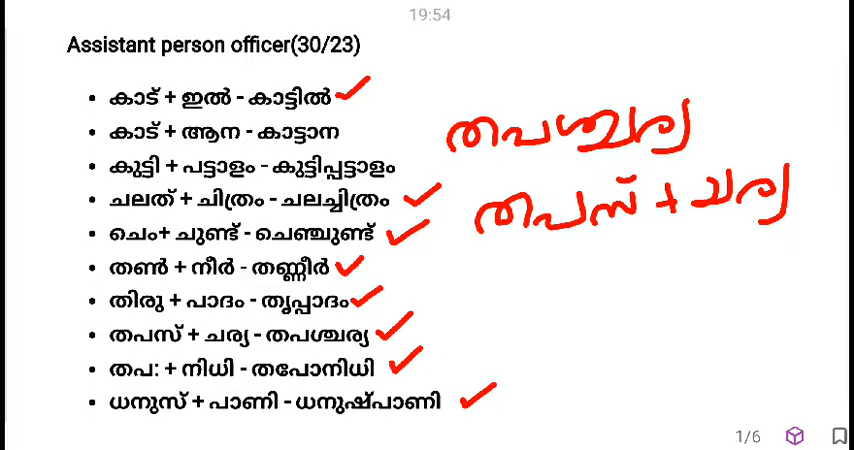 19:54
Assistant person officer(30/23)
• കാട് + ഇൽ - കാട്ടിൽ
• കാട് + ആന - കാട്ടാന
• കുട്ടി + പട്ടാളം - കുട്ടിപ്പട്ടാളം
• ചലത് + ചിത്രം - ചലച്ചിത്രം
• ചെം+ ചുണ്ട് - ചെഞ്ചുണ്ട്
• തൺ + നീർ - തണ്ണീർ
• തിരു + പാദം - തൃപ്പാദം
• തപസ് + ചര്യ - തപശ്ചര്യ
• തപ: + നിധി - തപോനിധി
• ധനുസ് + പാണി - ധനുഷ്പാണി
തപശ്ചര്യ
തപസ് + ചര്യ
1/6